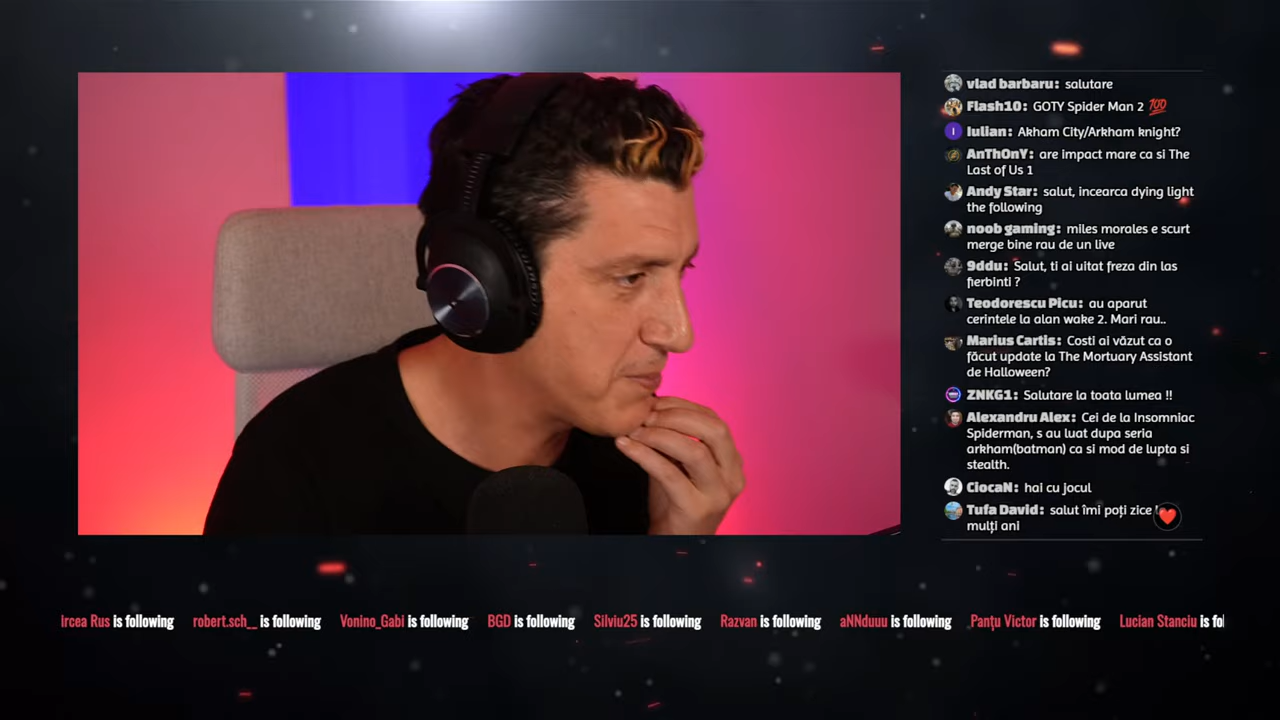 vlad barbaru: salutare
Flash10: GOTY Spider Man 2 💯
I
Iulian: Akham City/Arkham knight?
AnThOnY: are impact mare ca si The
Last of Us 1
Andy Star: salut, incearca dying light
the following
noob gaming: miles morales e scurt
merge bine rau de un live
9ddu: Salut, ti ai uitat freza din las
fierbinti ?
Teodorescu Picu: au aparut
cerintele la alan wake 2. Mari rau..
Marius Cartis: Costi ai văzut ca o
făcut update la The Mortuary Assistant
de Halloween?
ZNKG1: Salutare la toata lumea !!
Alexandru Alex: Cei de la Insomniac
Spiderman, s au luat dupa seria
arkham(batman) ca si mod de lupta si
stealth.
CiocaN: hai cu jocul
Tufa David: salut îmi poți zice
mulți ani
ircea Rus is following robert.sch__ is following Vonino_Gabi is following BGD is following Silviu25 is following Razvan is following aNNduuu is following Panțu Victor is following Lucian Stanciu is fol